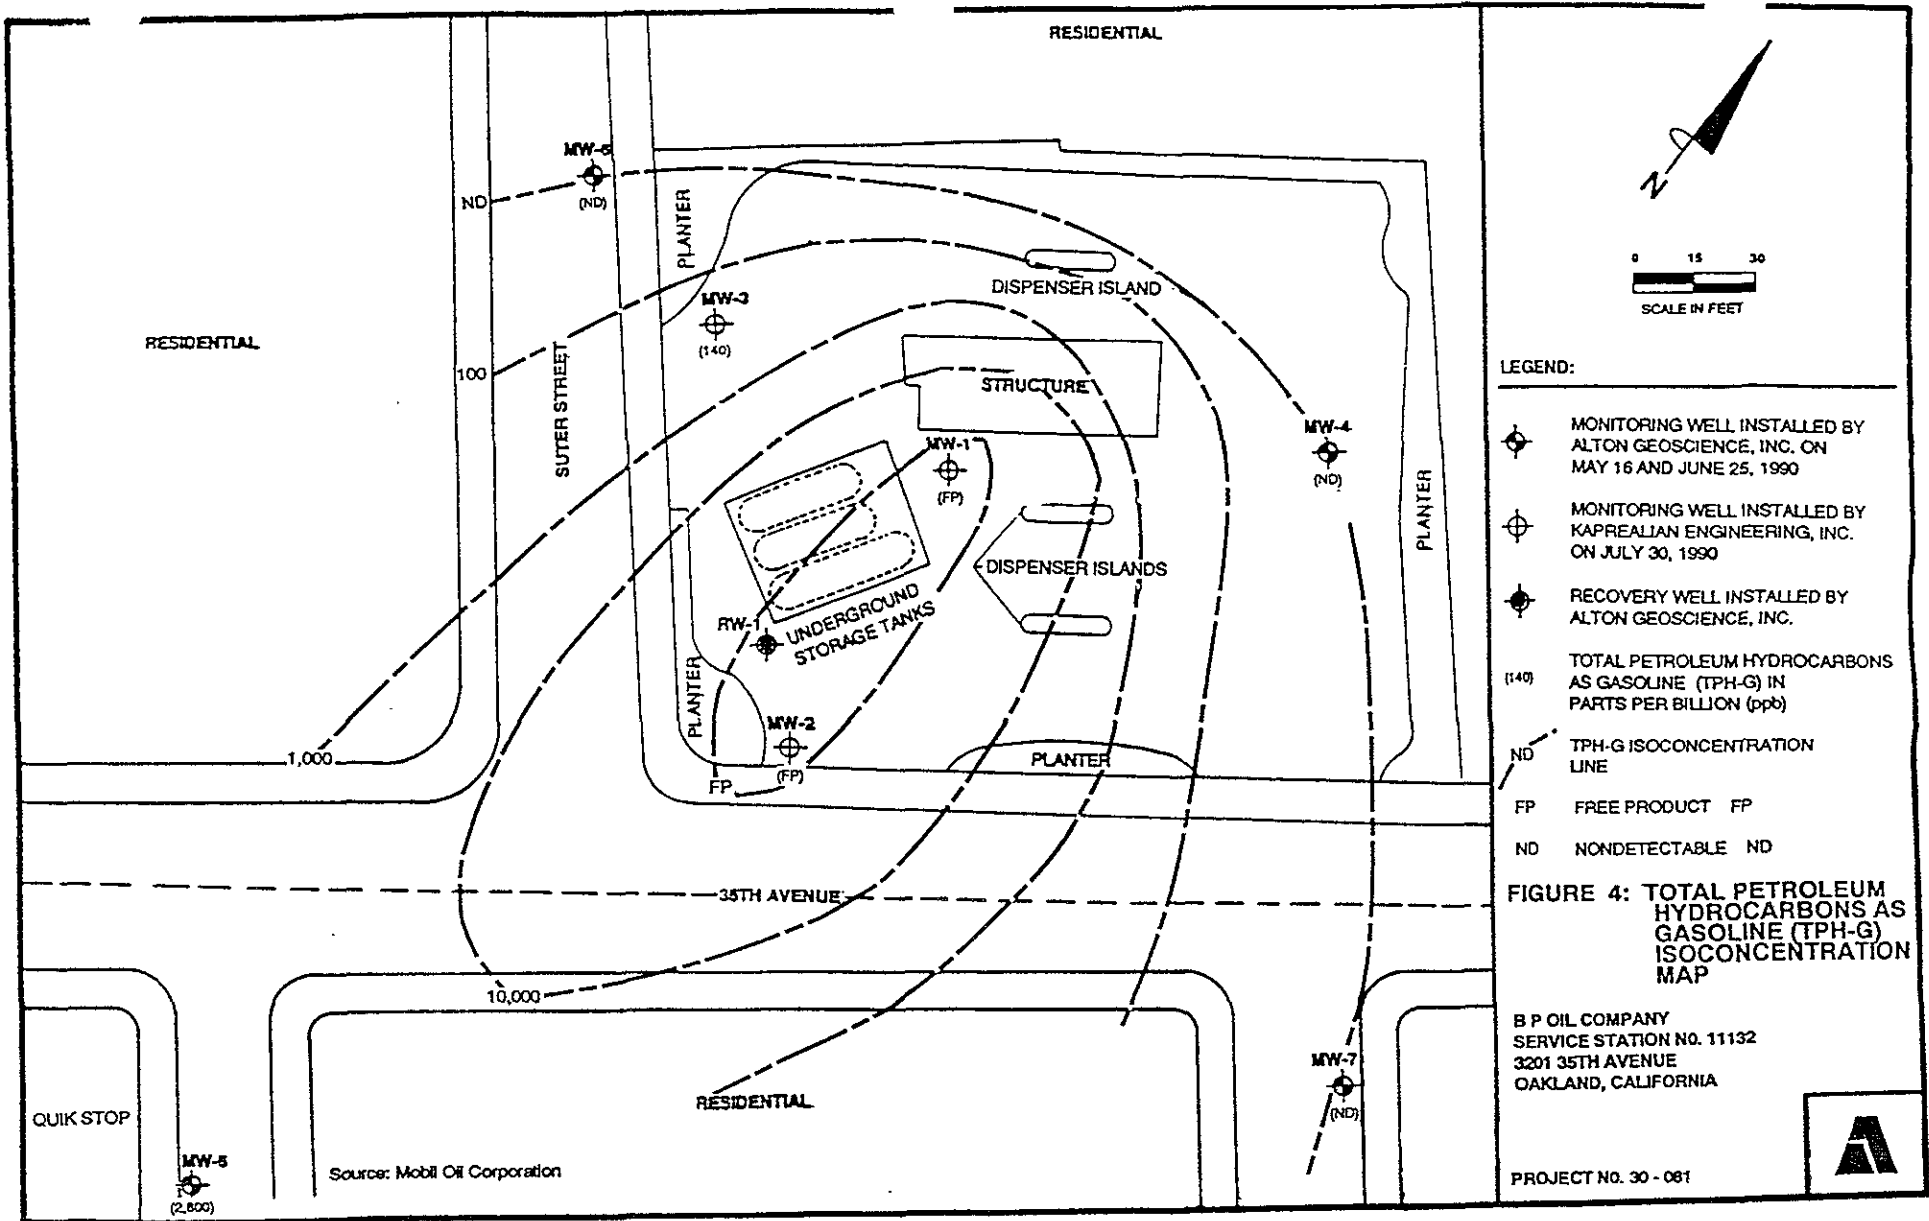 RESIDENTIAL
MW-6
ND
(ND)
PLANTER
DISPENSER ISLAND
MW-3
(140)
RESIDENTIAL
100
SUTER STREET
STRUCTURE
MW-1
(FP)
MW-4
(ND)
PLANTER
DISPENSER ISLANDS
RW-1
UNDERGROUND
STORAGE TANKS
PLANTER
MW-2
(FP)
FP
PLANTER
1,000
35TH AVENUE
10,000
MW-7
(ND)
RESIDENTIAL
QUIK STOP
MW-5
(2,800)
Source: Mobil Oil Corporation
N
0 15 30
SCALE IN FEET
LEGEND:
MONITORING WELL INSTALLED BY
ALTON GEOSCIENCE, INC. ON
MAY 16 AND JUNE 25, 1990
MONITORING WELL INSTALLED BY
KAPREALIAN ENGINEERING, INC.
ON JULY 30, 1990
RECOVERY WELL INSTALLED BY
ALTON GEOSCIENCE, INC.
(140) TOTAL PETROLEUM HYDROCARBONS
AS GASOLINE (TPH-G) IN
PARTS PER BILLION (ppb)
ND TPH-G ISOCONCENTRATION
LINE
FP FREE PRODUCT FP
ND NONDETECTABLE ND
FIGURE 4: TOTAL PETROLEUM
HYDROCARBONS AS
GASOLINE (TPH-G)
ISOCONCENTRATION
MAP
B P OIL COMPANY
SERVICE STATION NO. 11132
3201 35TH AVENUE
OAKLAND, CALIFORNIA
PROJECT NO. 30 - 061